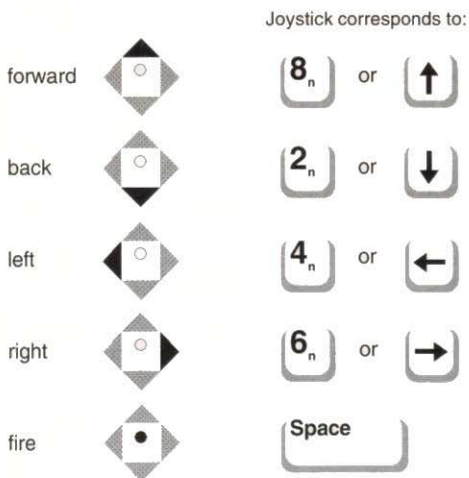 Joystick corresponds to:
forward 8n or ↑
back 2n or ↓
left 4n or ←
right 6n or →
fire Space